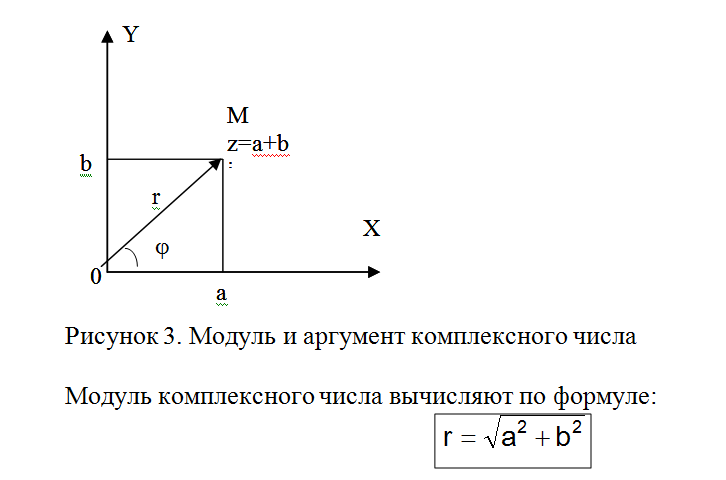 Y
M
z=a+b
:
b
r
φ
X
0
a
Рисунок 3. Модуль и аргумент комплексного числа
Модуль комплексного числа вычисляют по формуле:
r = √a² + b²